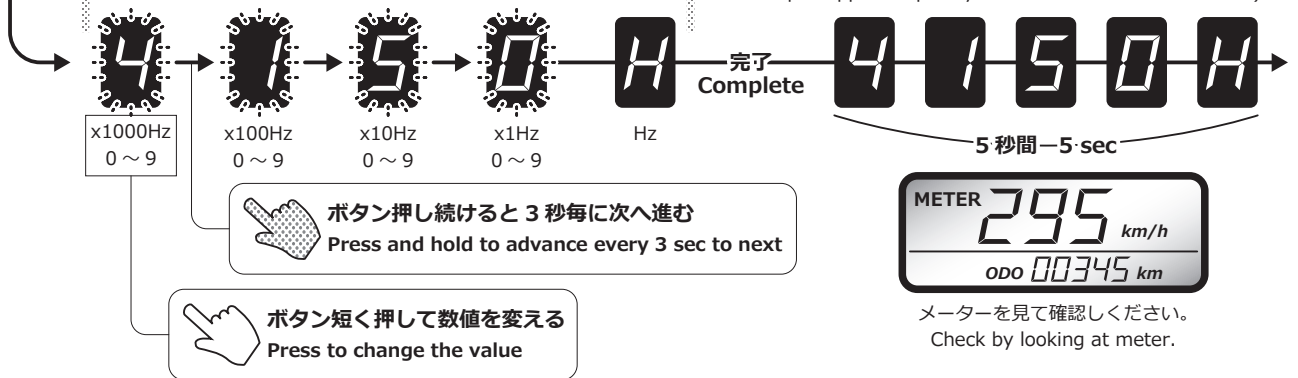 4 1 5 0 H 完了 Complete 4 1 5 0 H
x1000Hz x100Hz x10Hz x1Hz Hz
0 ～ 9 0 ～ 9 0 ～ 9 0 ～ 9
5 秒間—5 sec
ボタン押し続けると 3 秒毎に次へ進む
Press and hold to advance every 3 sec to next
METER 295 km/h
ODO 00345 km
メーターを見て確認しください。
Check by looking at meter.
ボタン短く押して数値を変える
Press to change the value